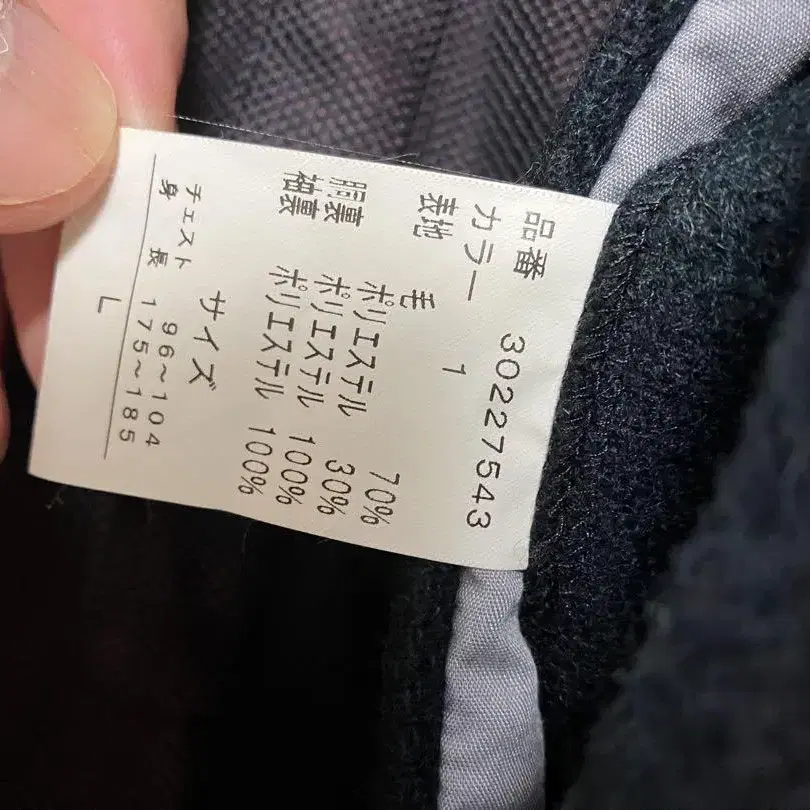 品番 30227543
カラー 1
表地 毛 70%
ポリエステル 30%
胴裏 ポリエステル 100%
袖裏 ポリエステル 100%
サイズ
チェスト 96~104
身長 175~185
L